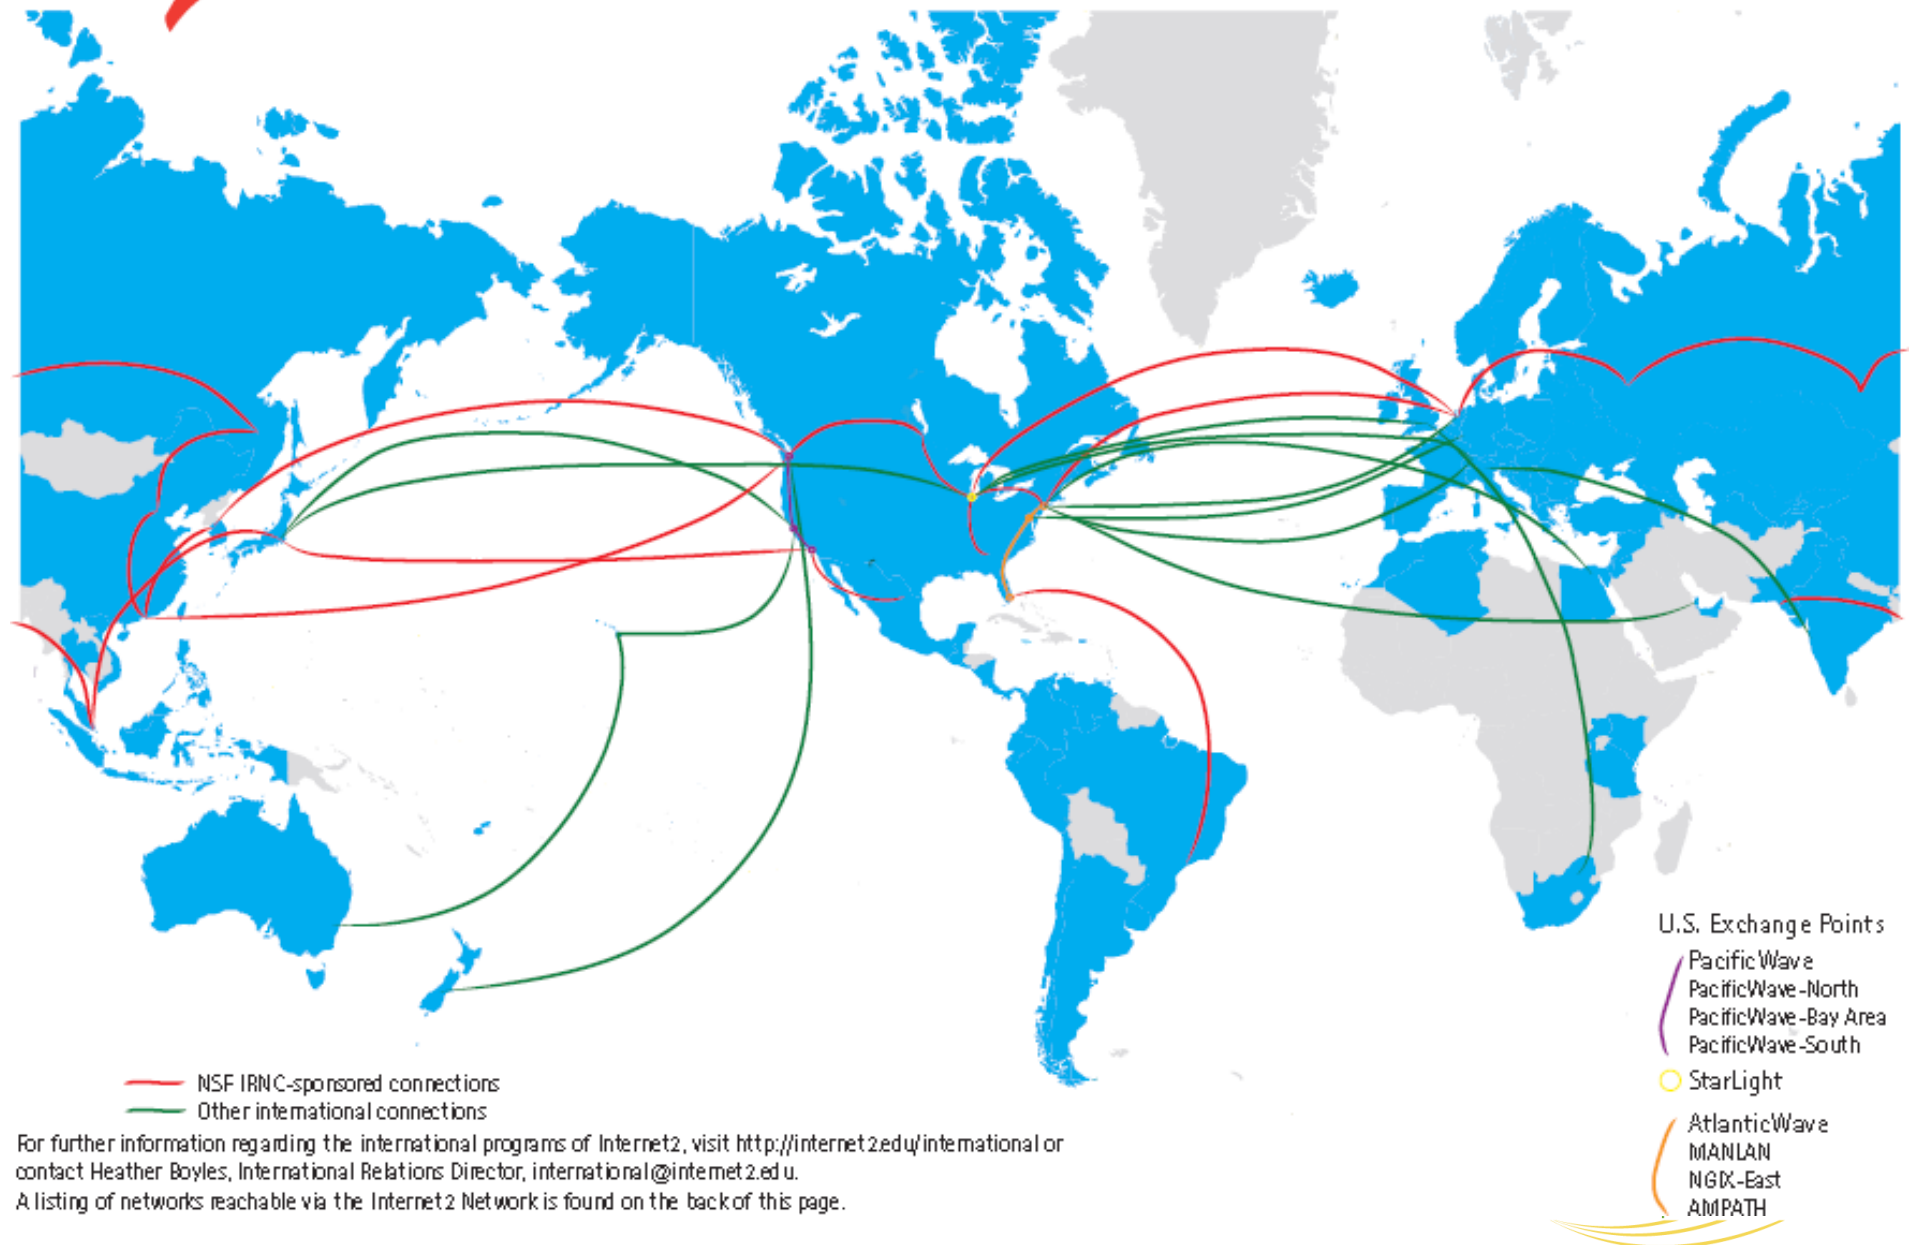 U.S. Exchange Points
PacificWave
PacificWave-North
PacificWave-Bay Area
PacificWave-South
StarLight
AtlanticWave
MANLAN
NGIX-East
AMPATH
NSF IRNC-sponsored connections
Other international connections
For further information regarding the international programs of Internet2, visit http://internet2.edu/international or
contact Heather Boyles, International Relations Director, international@internet2.edu.
A listing of networks reachable via the Internet2 Network is found on the back of this page.